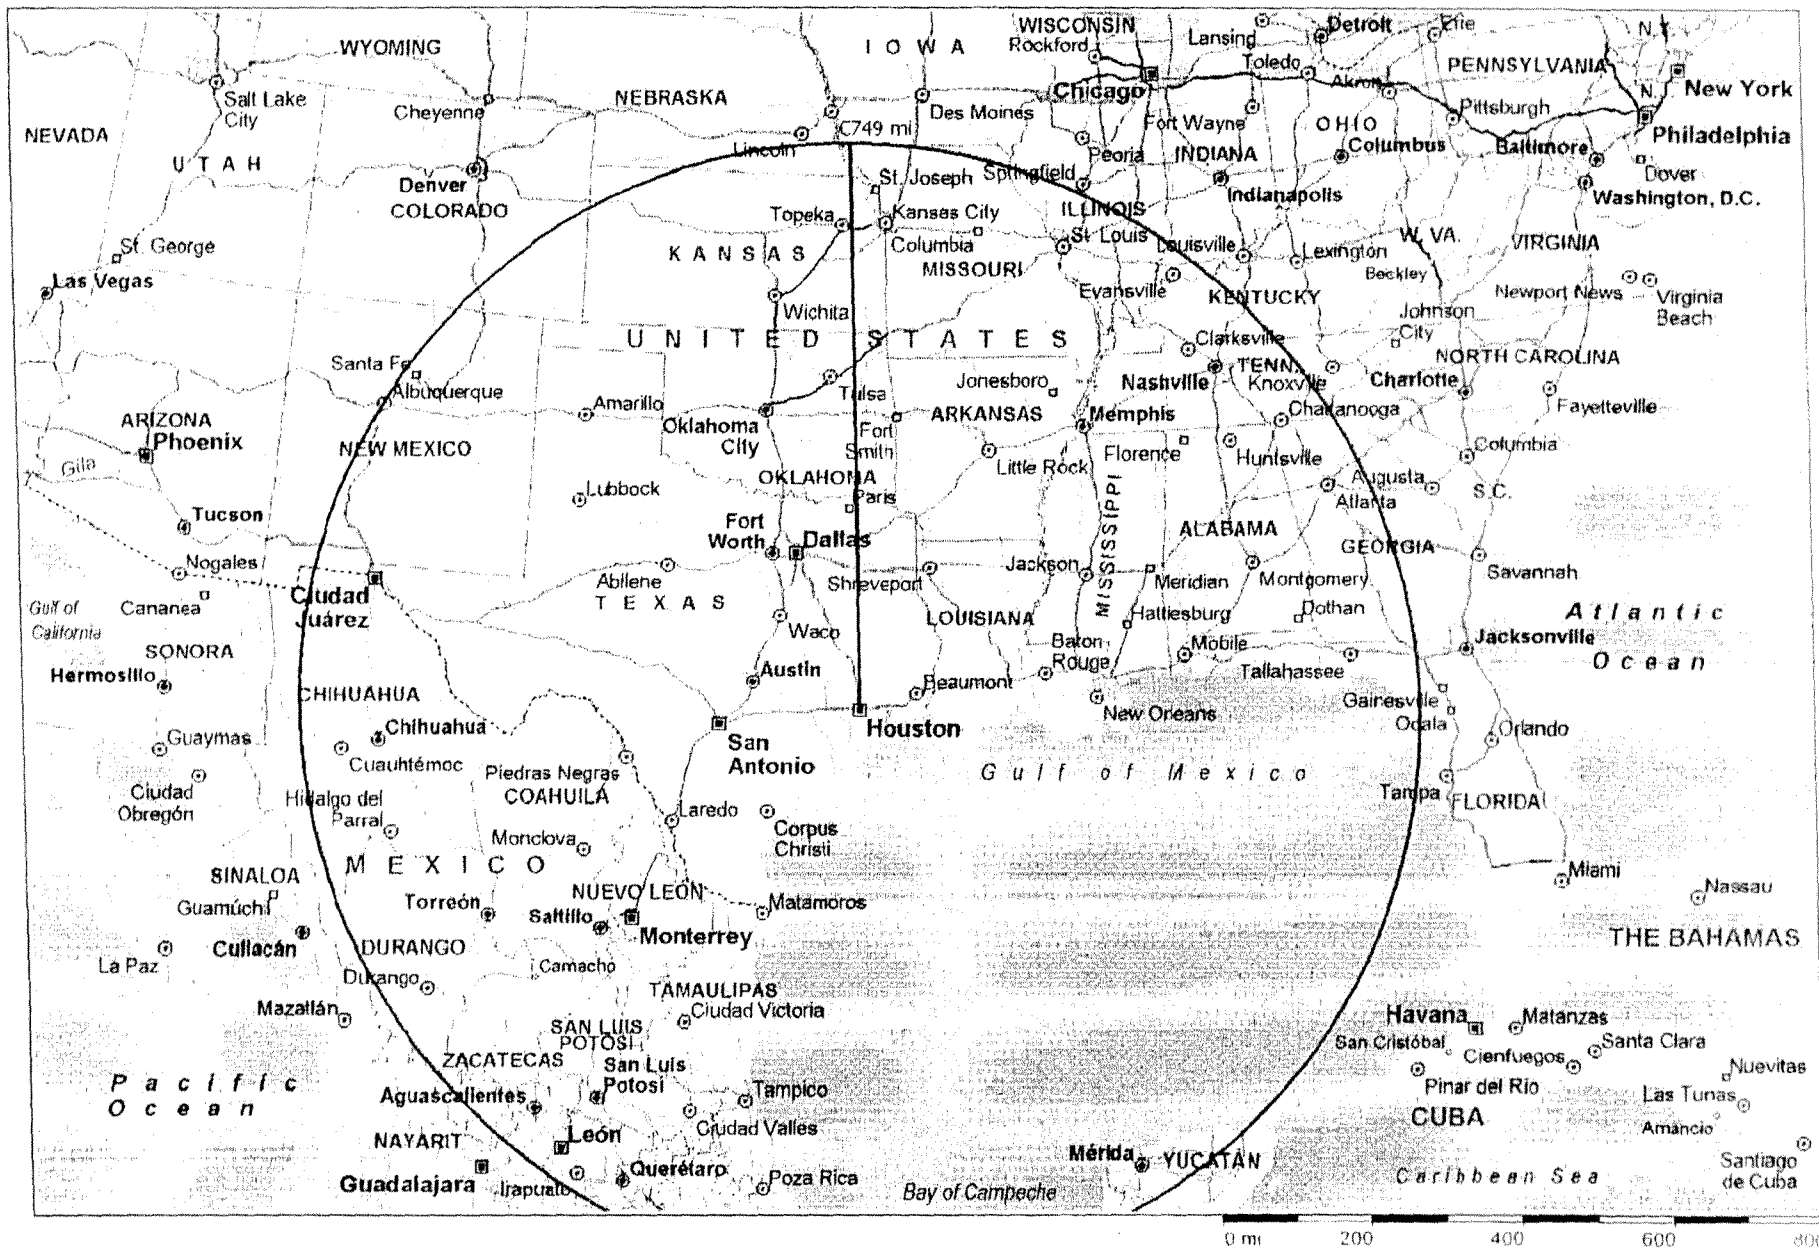 WISCONSIN
Rockford
IOWA
Lansing
Detroit
Erie
N.Y.
WYOMING
Toledo
Akron
PENNSYLVANIA
New York
Salt Lake
City
Cheyenne
NEBRASKA
Des Moines
Chicago
Fort Wayne
OHIO
Pittsburgh
N.
Philadelphia
NEVADA
UTAH
C749 mi
Lincoln
Peoria
INDIANA
Columbus
Baltimore
Dover
Denver
COLORADO
St. Joseph
Springfield
Indianapolis
Washington, D.C.
Topeka
Kansas City
ILLINOIS
St. George
KANSAS
Columbia
MISSOURI
St Louis
Louisville
Lexington
W. VA.
Beckley
VIRGINIA
Las Vegas
Evansville
KENTUCKY
Newport News
Virginia
Beach
Wichita
UNITED STATES
Clarksville
Johnson
City
Santa Fe
Albuquerque
Amarillo
Tulsa
Jonesboro
Nashville
TENN.
Knoxville
Charlotte
NORTH CAROLINA
ARIZONA
Phoenix
NEW MEXICO
Oklahoma
City
Fort
Smith
ARKANSAS
Memphis
Chattanooga
Fayetteville
Gila
Little Rock
Florence
Huntsville
Columbia
Lubbock
OKLAHOMA
Paris
MISSISSIPPI
Augusta
Atlanta
S.C.
Tucson
Fort
Worth
Dallas
ALABAMA
GEORGIA
Nogales
Abilene
Shreveport
Jackson
Meridian
Montgomery
Savannah
Cananea
Ciudad
Juárez
TEXAS
Gulf of
California
Waco
LOUISIANA
Hattiesburg
Dothan
Atlantic
Ocean
SONORA
Hermosillo
Austin
Baton
Rouge
Mobile
Tallahassee
Jacksonville
CHIHUAHUA
Beaumont
Gainesville
Chihuahua
Houston
New Orleans
Ocala
Orlando
Guaymas
Cuauhtémoc
Piedras Negras
San
Antonio
Gulf of Mexico
Ciudad
Obregón
Hidalgo del
Parral
COAHUILA
Tampa
FLORIDA
Monclova
Laredo
Corpus
Christi
MEXICO
Miami
SINALOA
Guamúchi
NUEVO LEON
Nassau
Torreón
Saltillo
Matamoros
Culiacán
DURANGO
Monterrey
THE BAHAMAS
La Paz
Durango
Camacho
Mazatlán
TAMAULIPAS
Ciudad Victoria
SAN LUIS
POTOSI
Havana
Matanzas
San Cristóbal
Santa Clara
ZACATECAS
San Luis
Potosi
Cienfuegos
Nuevitas
Pacific
Ocean
Aguascalientes
Tampico
Pinar del Río
Las Tunas
Ciudad Valles
CUBA
Amancio
NAYARIT
León
Mérida
YUCATÁN
Guadalajara
Irapuato
Querétaro
Poza Rica
Bay of Campeche
Caribbean Sea
Santiago
de Cuba
0 mi 200 400 600 800